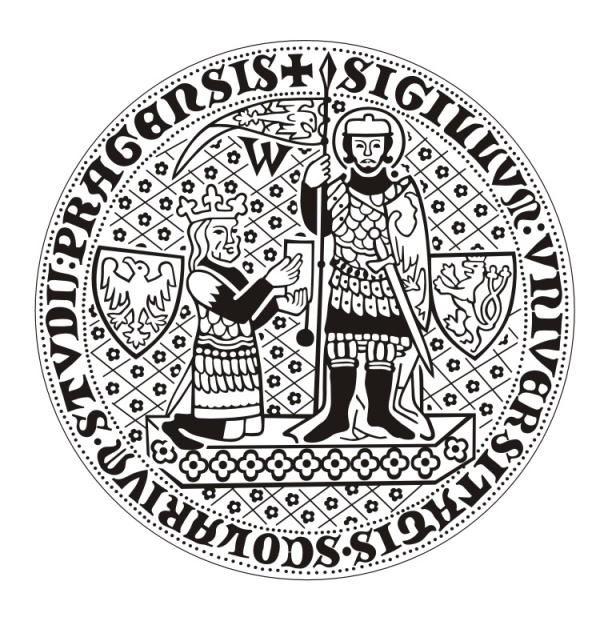 ✠ SIGILLVM: VNIVERSITATIS · SCOLARIVM · STVDII: PRAGENSIS
W